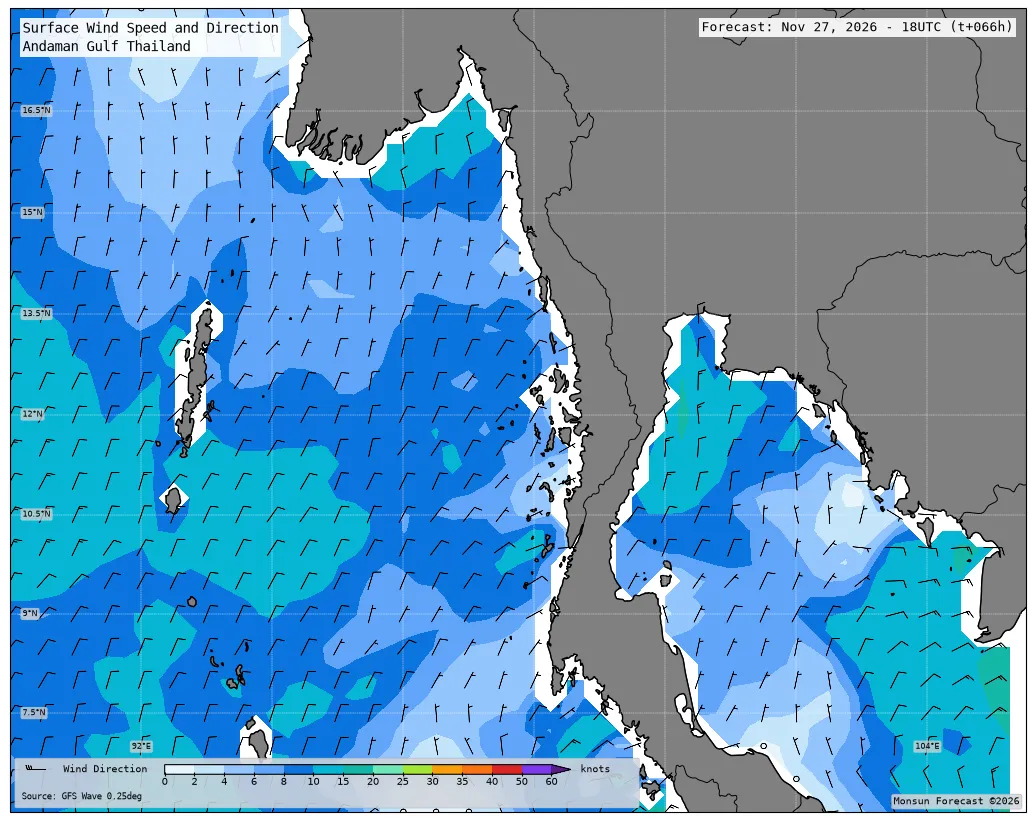 Surface Wind Speed and Direction
Andaman Gulf Thailand
Forecast: Nov 27, 2026 - 18UTC (t+066h)
16.5°N
15°N
13.5°N
12°N
10.5°N
9°N
7.5°N
92°E
104°E
Wind Direction
0 2 4 6 8 10 15 20 25 30 35 40 50 60
knots
Source: GFS Wave 0.25deg
Monsun Forecast ©2026